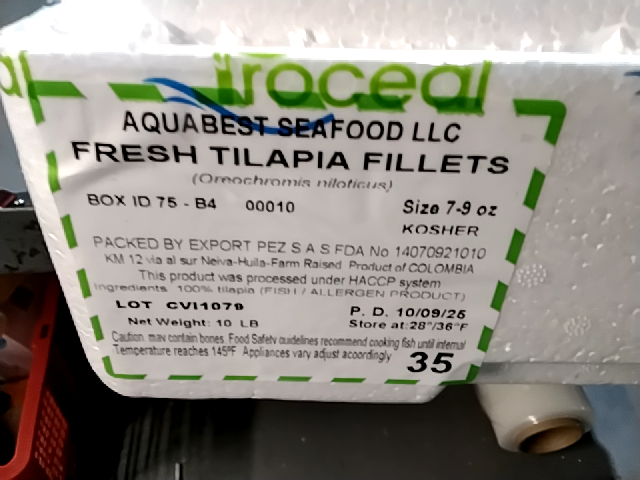 AQUABEST SEAFOOD LLC
FRESH TILAPIA FILLETS
(Oreochromis niloticus)
BOX ID 75 - B4 00010
Size 7-9 oz
KOSHER
PACKED BY EXPORT PEZ S A S FDA No 14070921010
KM 12 via al sur Neiva-Huila-Farm Raised Product of COLOMBIA
This product was processed under HACCP system
Ingredients 100% tilapia (FISH / ALLERGEN PRODUCT)
LOT CVI1079
P. D. 10/09/25
Net Weight: 10 LB
Store at: 28°/36°F
Caution. may contain bones. Food Safety guidelines recommend cooking fish until internal
Temperature reaches 145ºF Appliances vary adjust acoordingly
35